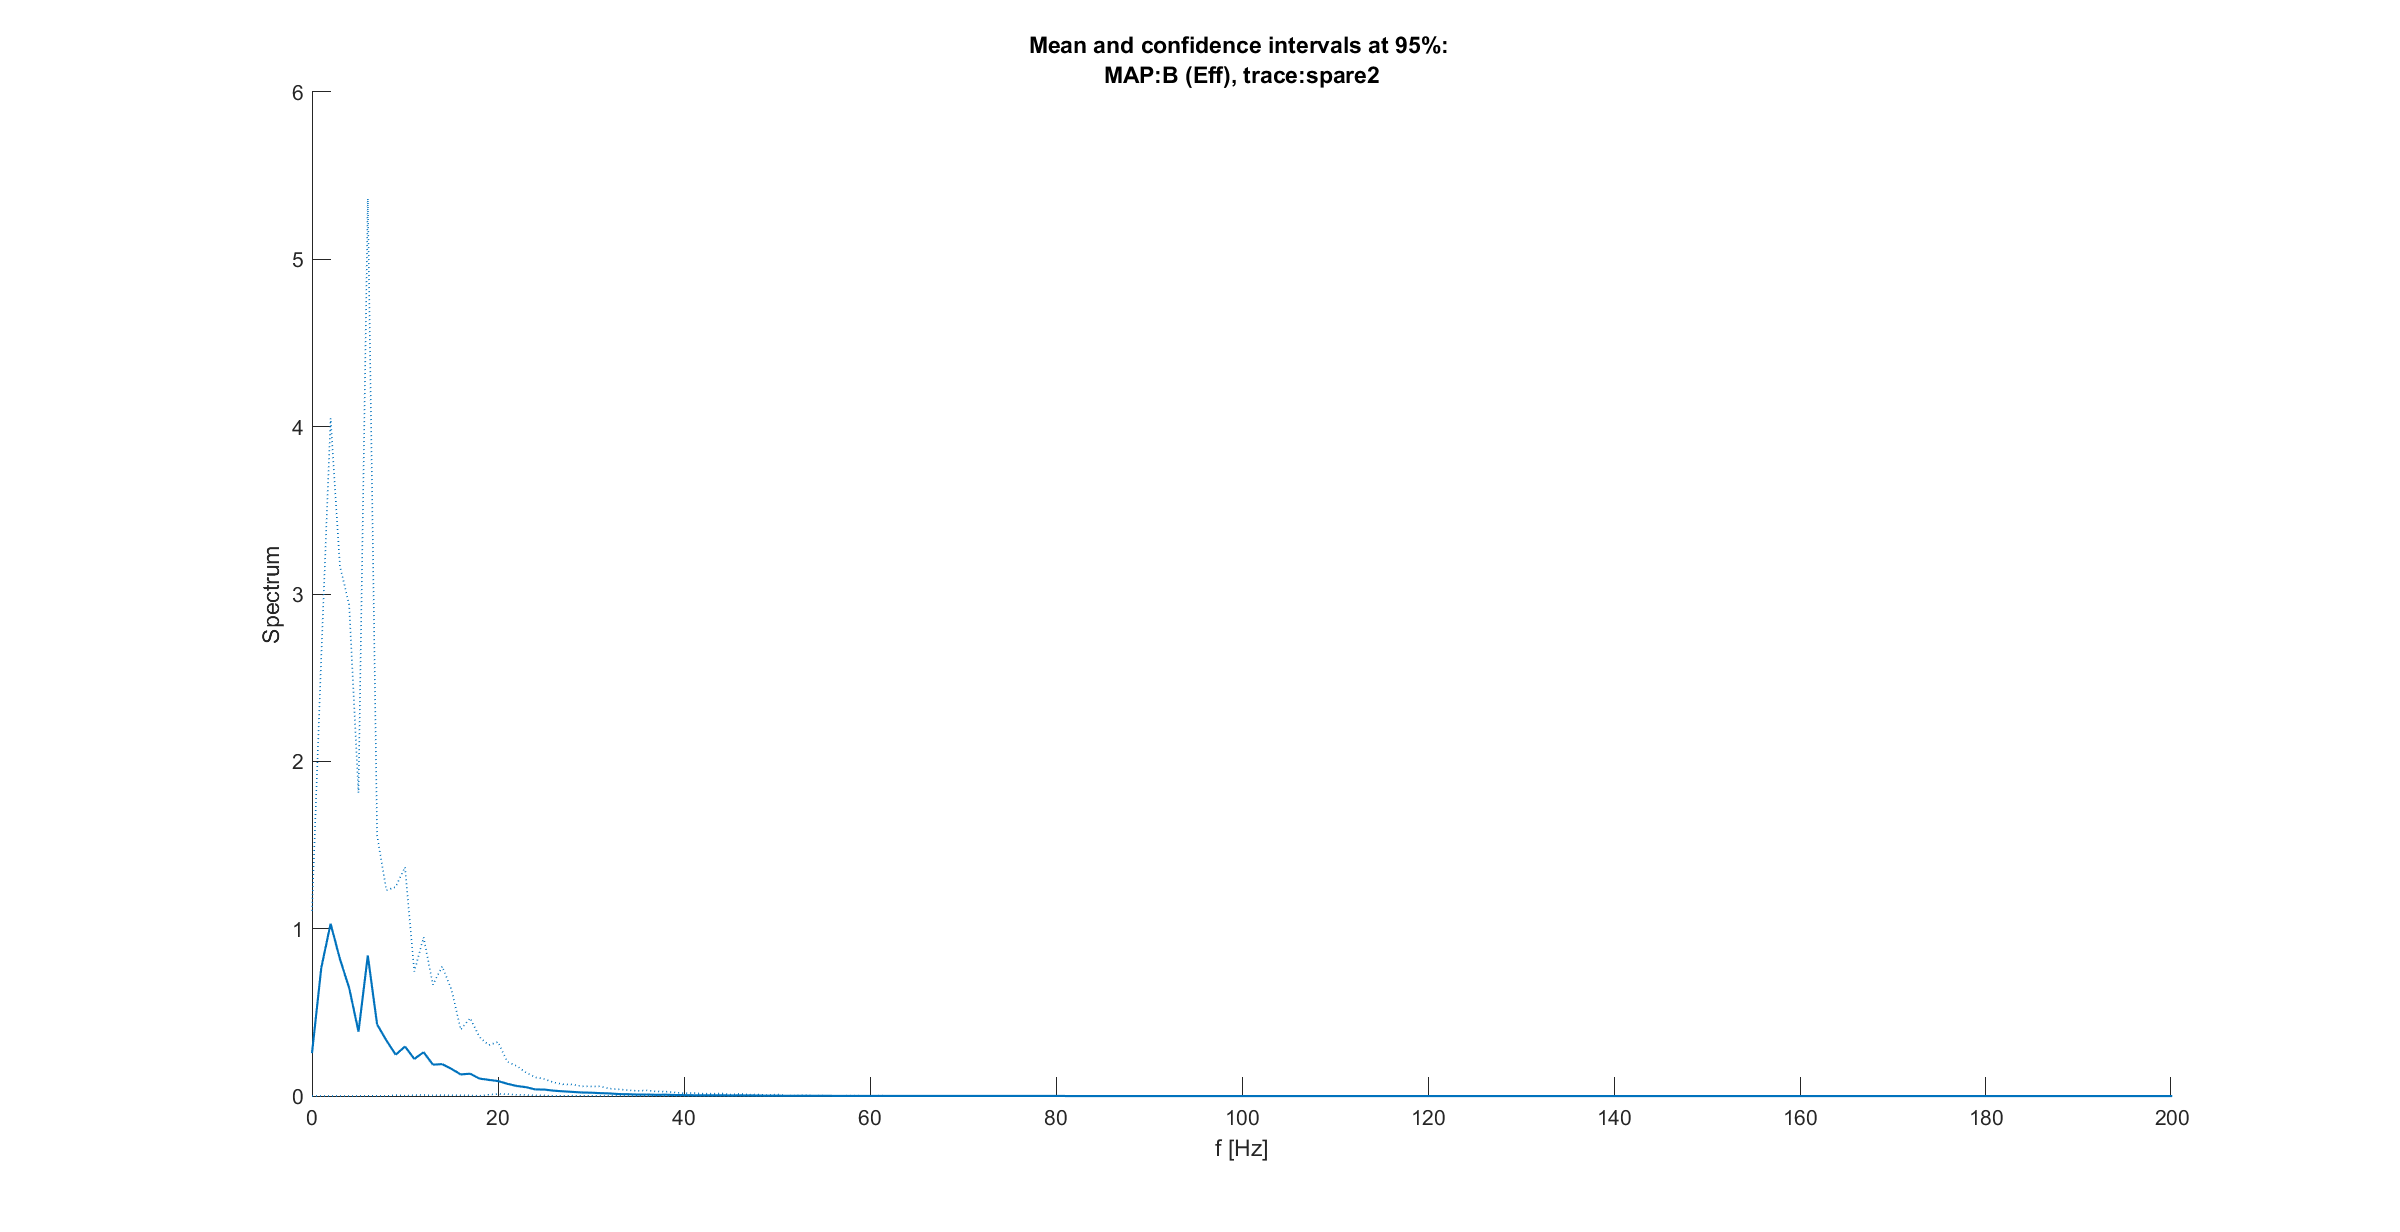 Mean and confidence intervals at 95%:
MAP:B (Eff), trace:spare2
6
5
4
3
2
1
0
Spectrum
0 20 40 60 80 100 120 140 160 180 200
f [Hz]